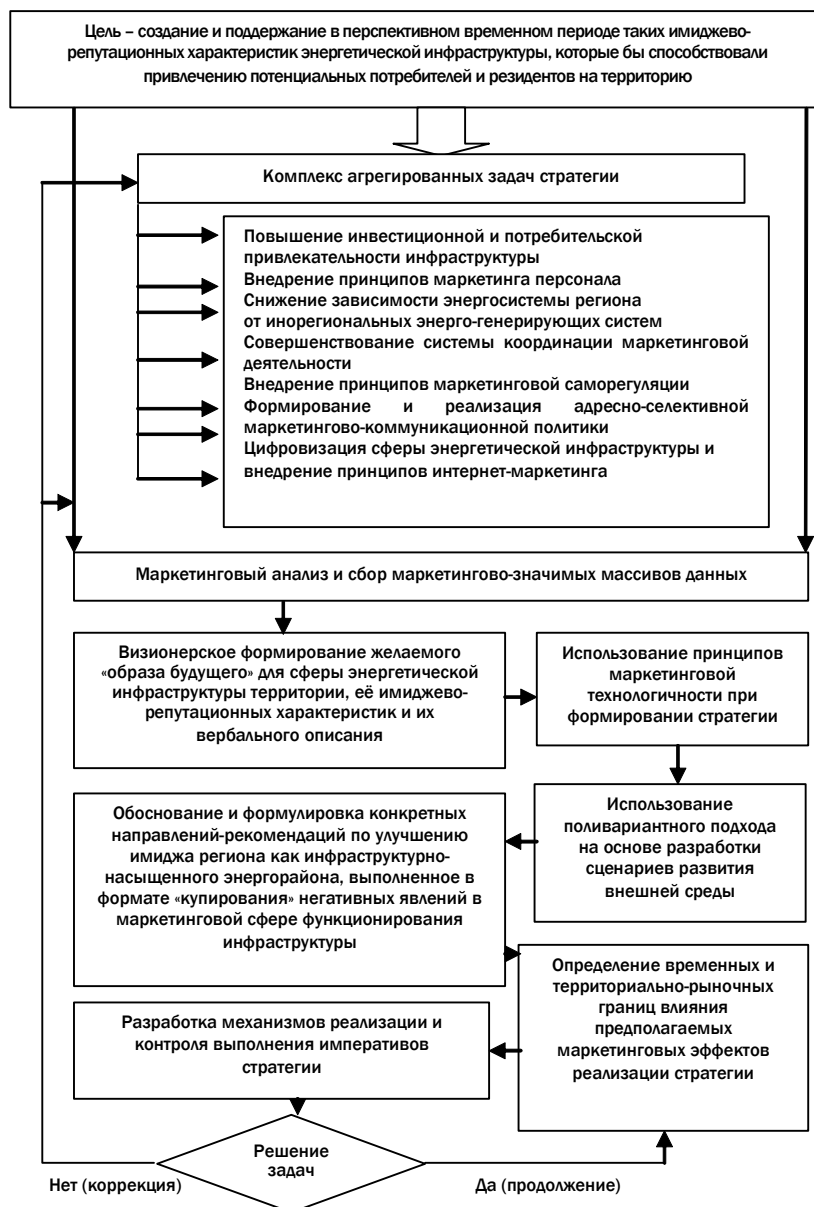 Цель – создание и поддержание в перспективном временном периоде таких имиджево-
репутационных характеристик энергетической инфраструктуры, которые бы способствовали
привлечению потенциальных потребителей и резидентов на территорию
Комплекс агрегированных задач стратегии
Повышение инвестиционной и потребительской
привлекательности инфраструктуры
Внедрение принципов маркетинга персонала
Снижение зависимости энергосистемы региона
от инорегиональных энерго-генерирующих систем
Совершенствование системы координации маркетинговой
деятельности
Внедрение принципов маркетинговой саморегуляции
Формирование и реализация адресно-селективной
маркетингово-коммуникационной политики
Цифровизация сферы энергетической инфраструктуры и
внедрение принципов интернет-маркетинга
Маркетинговый анализ и сбор маркетингово-значимых массивов данных
Визионерское формирование желаемого
«образа будущего» для сферы энергетической
инфраструктуры территории, её имиджево-
репутационных характеристик и их
вербального описания
Использование принципов
маркетинговой
технологичности при
формировании стратегии
Использование
поливариантного подхода
на основе разработки
сценариев развития
внешней среды
Обоснование и формулировка конкретных
направлений-рекомендаций по улучшению
имиджа региона как инфраструктурно-
насыщенного энергорайона, выполненное в
формате «купирования» негативных явлений в
маркетинговой сфере функционирования
инфраструктуры
Определение временных и
территориально-рыночных
границ влияния
предполагаемых
маркетинговых эффектов
реализации стратегии
Разработка механизмов реализации и
контроля выполнения императивов
стратегии
Решение
задач
Нет (коррекция)
Да (продолжение)